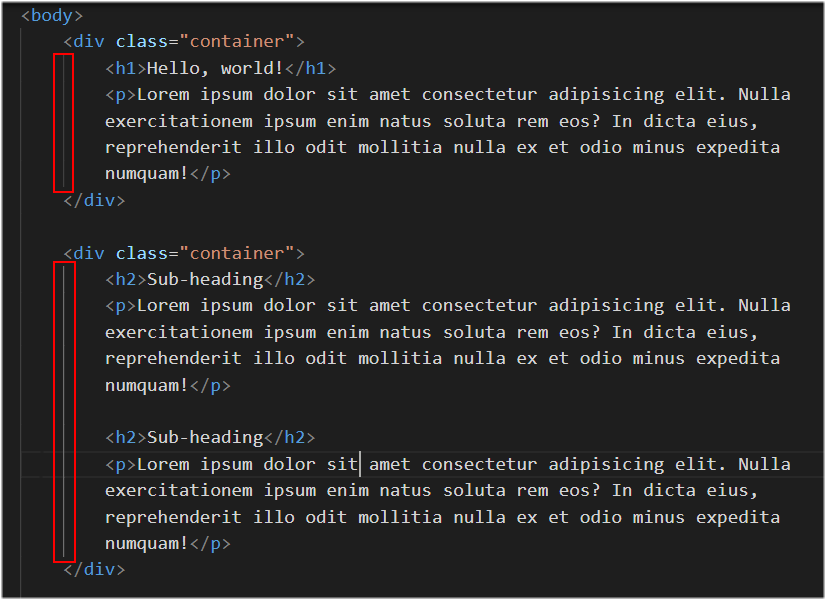 <body>
<div class="container">
<h1>Hello, world!</h1>
<p>Lorem ipsum dolor sit amet consectetur adipisicing elit. Nulla
exercitationem ipsum enim natus soluta rem eos? In dicta eius,
reprehenderit illo odit mollitia nulla ex et odio minus expedita
numquam!</p>
</div>
<div class="container">
<h2>Sub-heading</h2>
<p>Lorem ipsum dolor sit amet consectetur adipisicing elit. Nulla
exercitationem ipsum enim natus soluta rem eos? In dicta eius,
reprehenderit illo odit mollitia nulla ex et odio minus expedita
numquam!</p>
<h2>Sub-heading</h2>
<p>Lorem ipsum dolor sit amet consectetur adipisicing elit. Nulla
exercitationem ipsum enim natus soluta rem eos? In dicta eius,
reprehenderit illo odit mollitia nulla ex et odio minus expedita
numquam!</p>
</div>